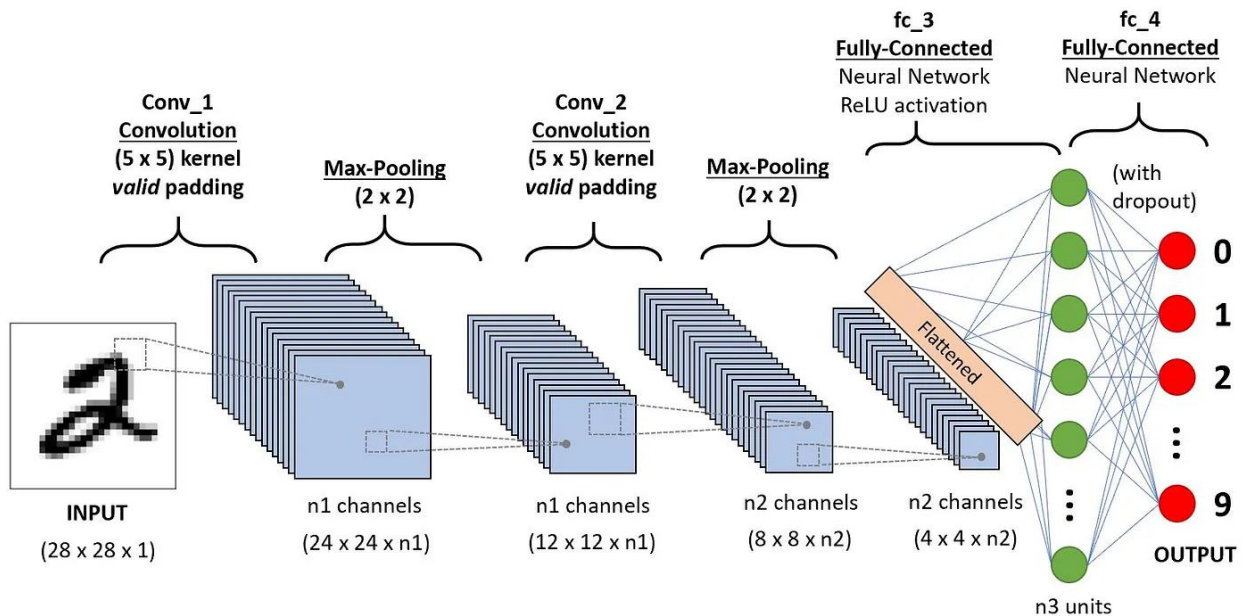 Conv_1
Convolution
(5 x 5) kernel
valid padding
Max-Pooling
(2 x 2)
Conv_2
Convolution
(5 x 5) kernel
valid padding
Max-Pooling
(2 x 2)
fc_3
Fully-Connected
Neural Network
ReLU activation
fc_4
Fully-Connected
Neural Network
(with
dropout)
Flattened
0
1
2
9
OUTPUT
INPUT
(28 x 28 x 1)
n1 channels
(24 x 24 x n1)
n1 channels
(12 x 12 x n1)
n2 channels
(8 x 8 x n2)
n2 channels
(4 x 4 x n2)
n3 units
2